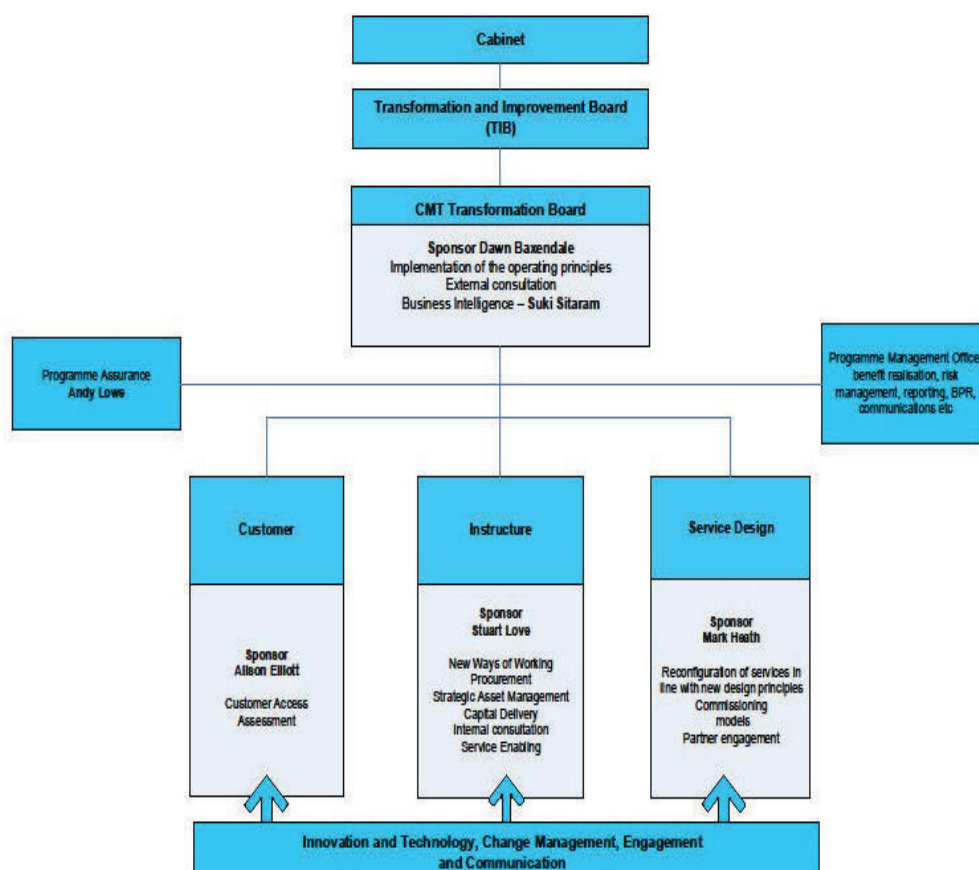 Cabinet
Transformation and Improvement Board
(TIB)
CMT Transformation Board
Sponsor Dawn Baxendale
Implementation of the operating principles
External consultation
Business Intelligence – Suki Sitaram
Programme Assurance
Andy Lowe
Programme Management Office
benefit realisation, risk
management, reporting, BPR,
communications etc
Customer
Sponsor
Alison Elliott
Customer Access
Assessment
Instructure
Sponsor
Stuart Love
New Ways of Working
Procurement
Strategic Asset Management
Capital Delivery
Internal consultation
Service Enabling
Service Design
Sponsor
Mark Heath
Reconfiguration of services in
line with new design principles
Commissioning
models
Partner engagement
Innovation and Technology, Change Management, Engagement
and Communication